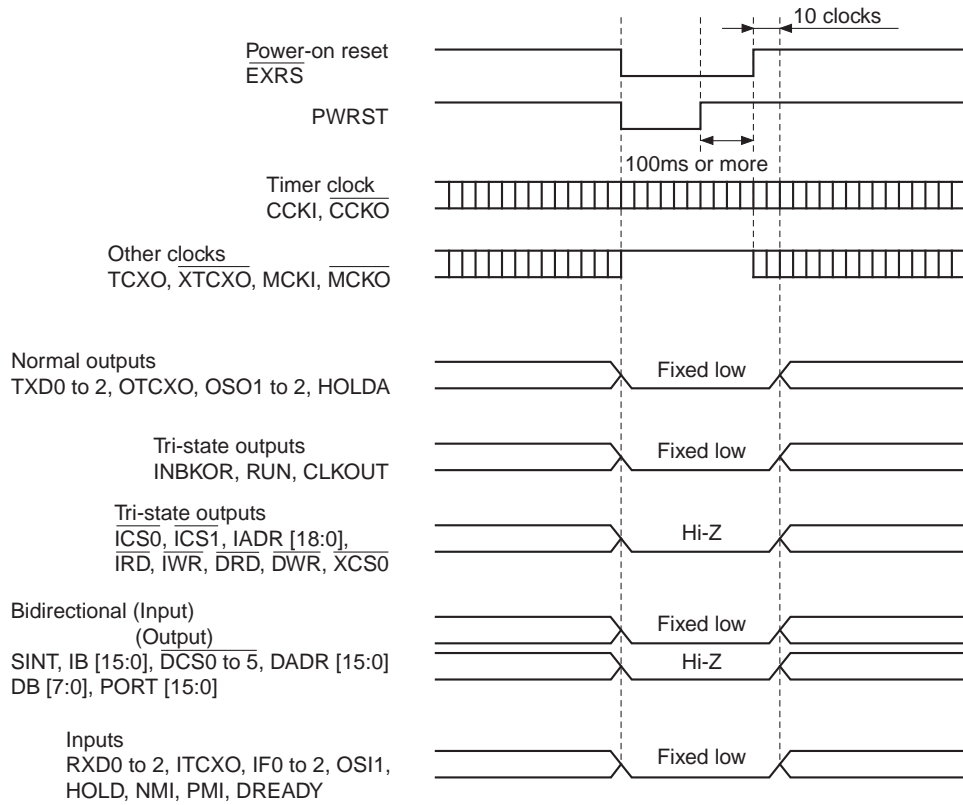 10 clocks
Power-on reset
EXRS
PWRST
100ms or more
Timer clock
CCKI, CCKO
Other clocks
TCXO, XTCXO, MCKI, MCKO
Normal outputs
TXD0 to 2, OTCXO, OSO1 to 2, HOLDA
Fixed low
Tri-state outputs
INBKOR, RUN, CLKOUT
Fixed low
Tri-state outputs
ICS0, ICS1, IADR [18:0],
IRD, IWR, DRD, DWR, XCS0
Hi-Z
Bidirectional (Input)
(Output)
SINT, IB [15:0], DCS0 to 5, DADR [15:0]
DB [7:0], PORT [15:0]
Fixed low
Hi-Z
Inputs
RXD0 to 2, ITCXO, IF0 to 2, OSI1,
HOLD, NMI, PMI, DREADY
Fixed low